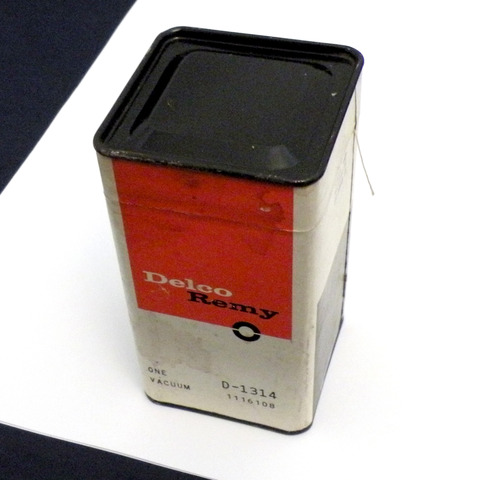 Delco
Remy
ONE
VACUUM
D-1314
1116108